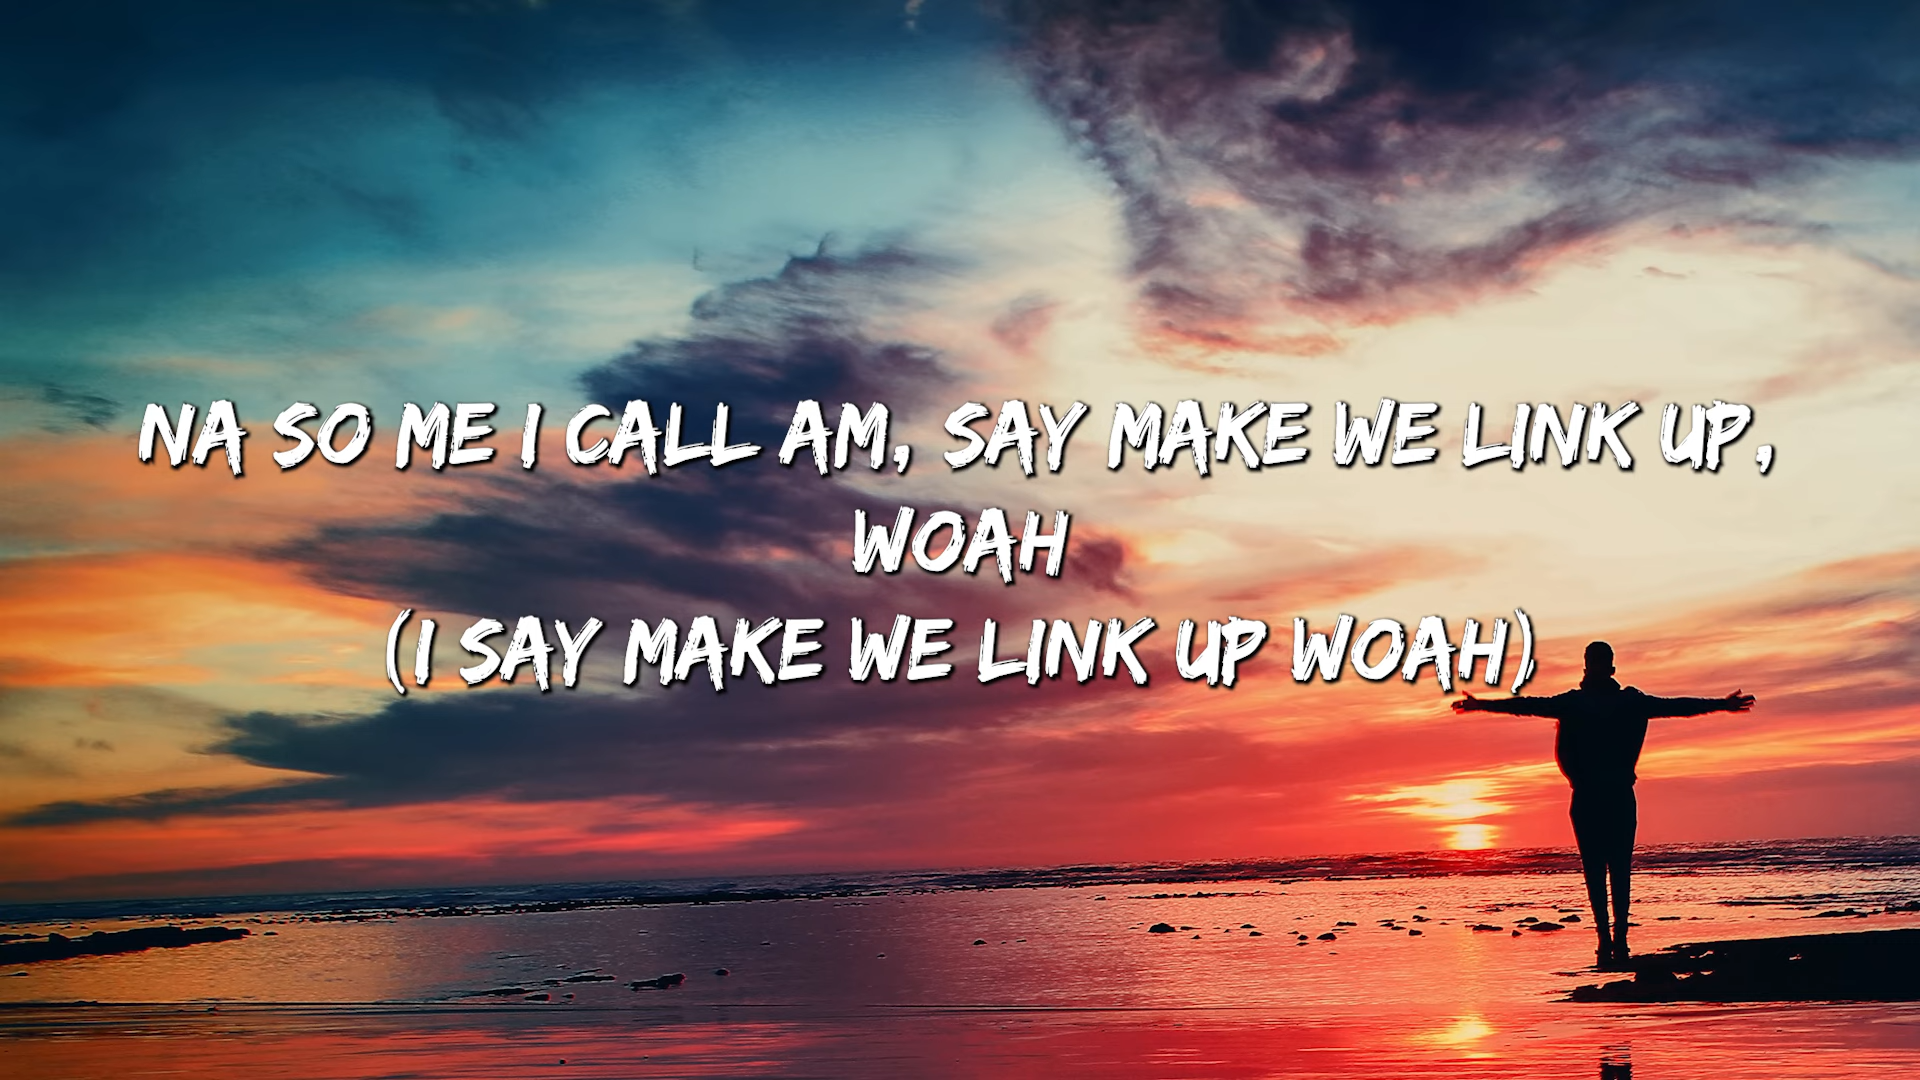 NA SO ME I CALL AM, SAY MAKE WE LINK UP,
WOAH
(I SAY MAKE WE LINK UP WOAH)